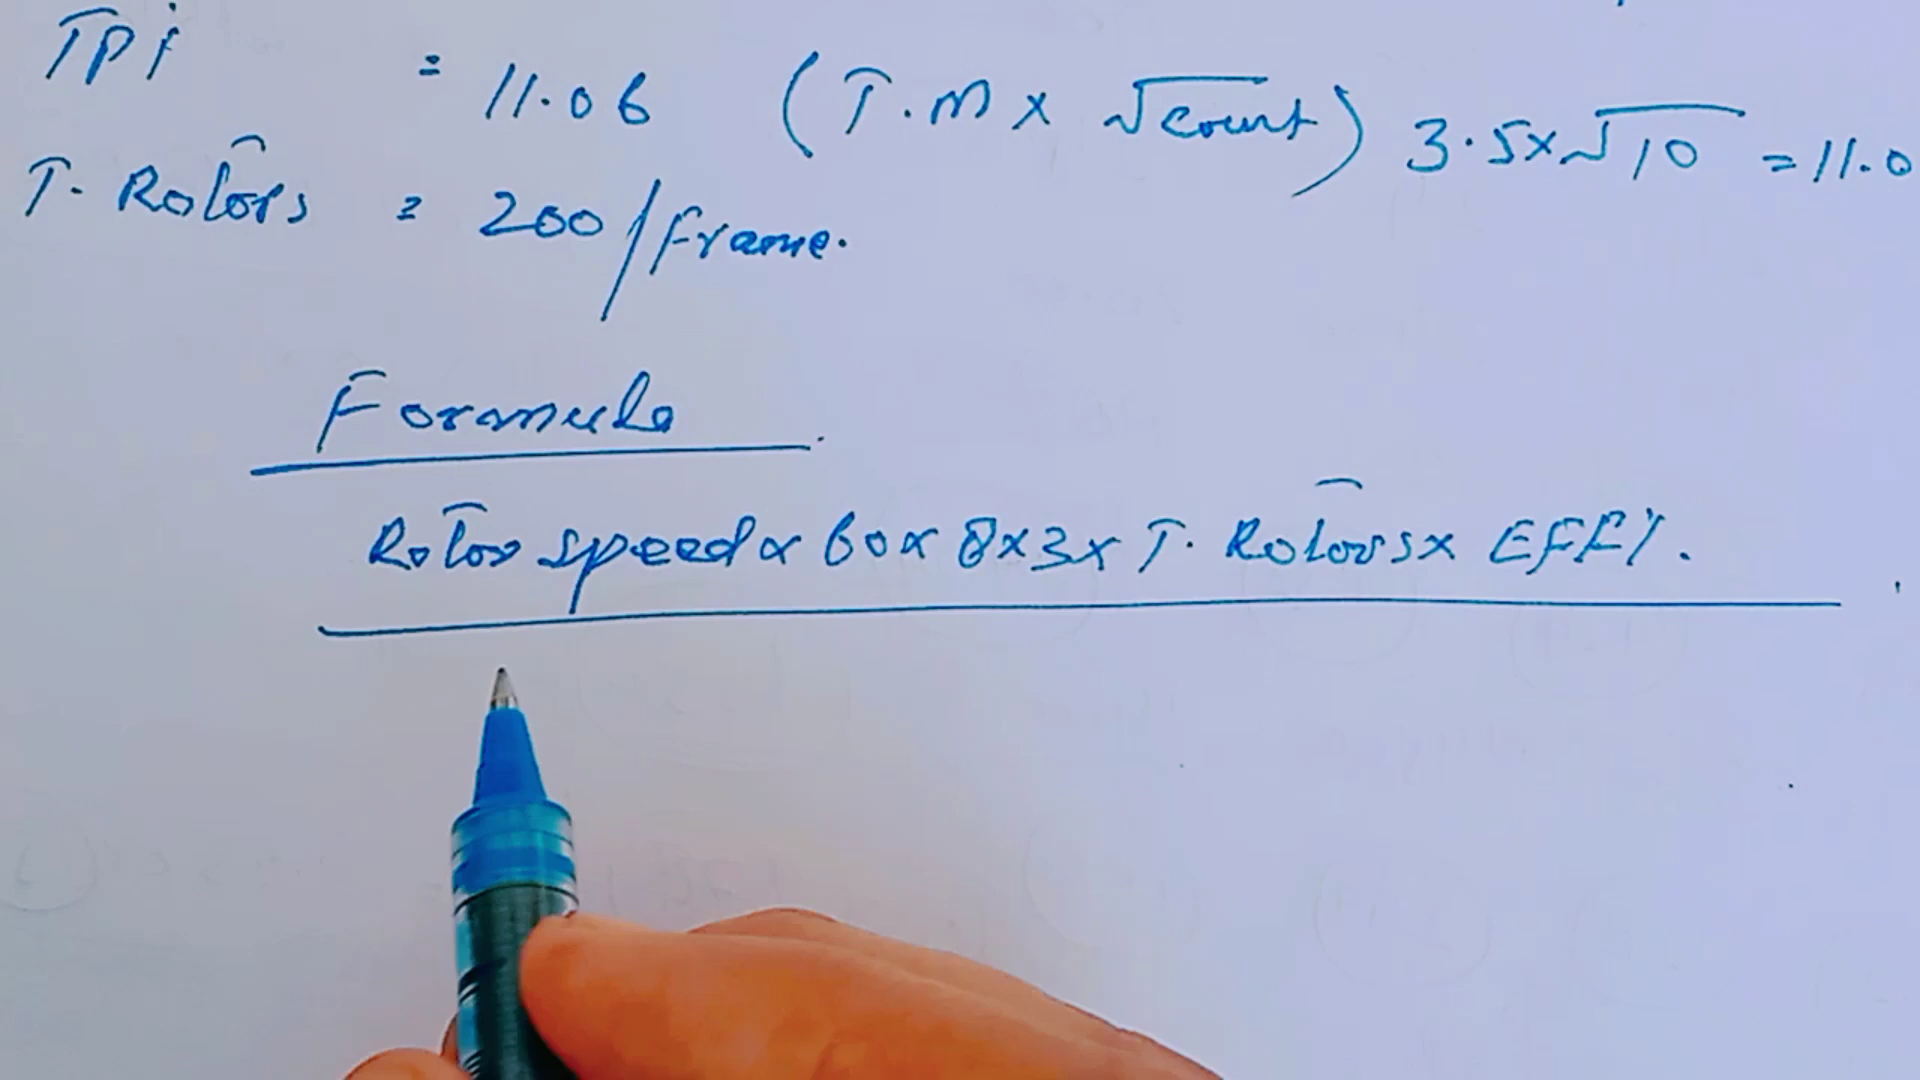 TPi = 11.06 (T.M x √count) 3.5x√10 = 11.0
T. Rotors = 200/frame.
Formula
Rotor speed x 60 x 8 x 3 x T. Rotors x EFF%.